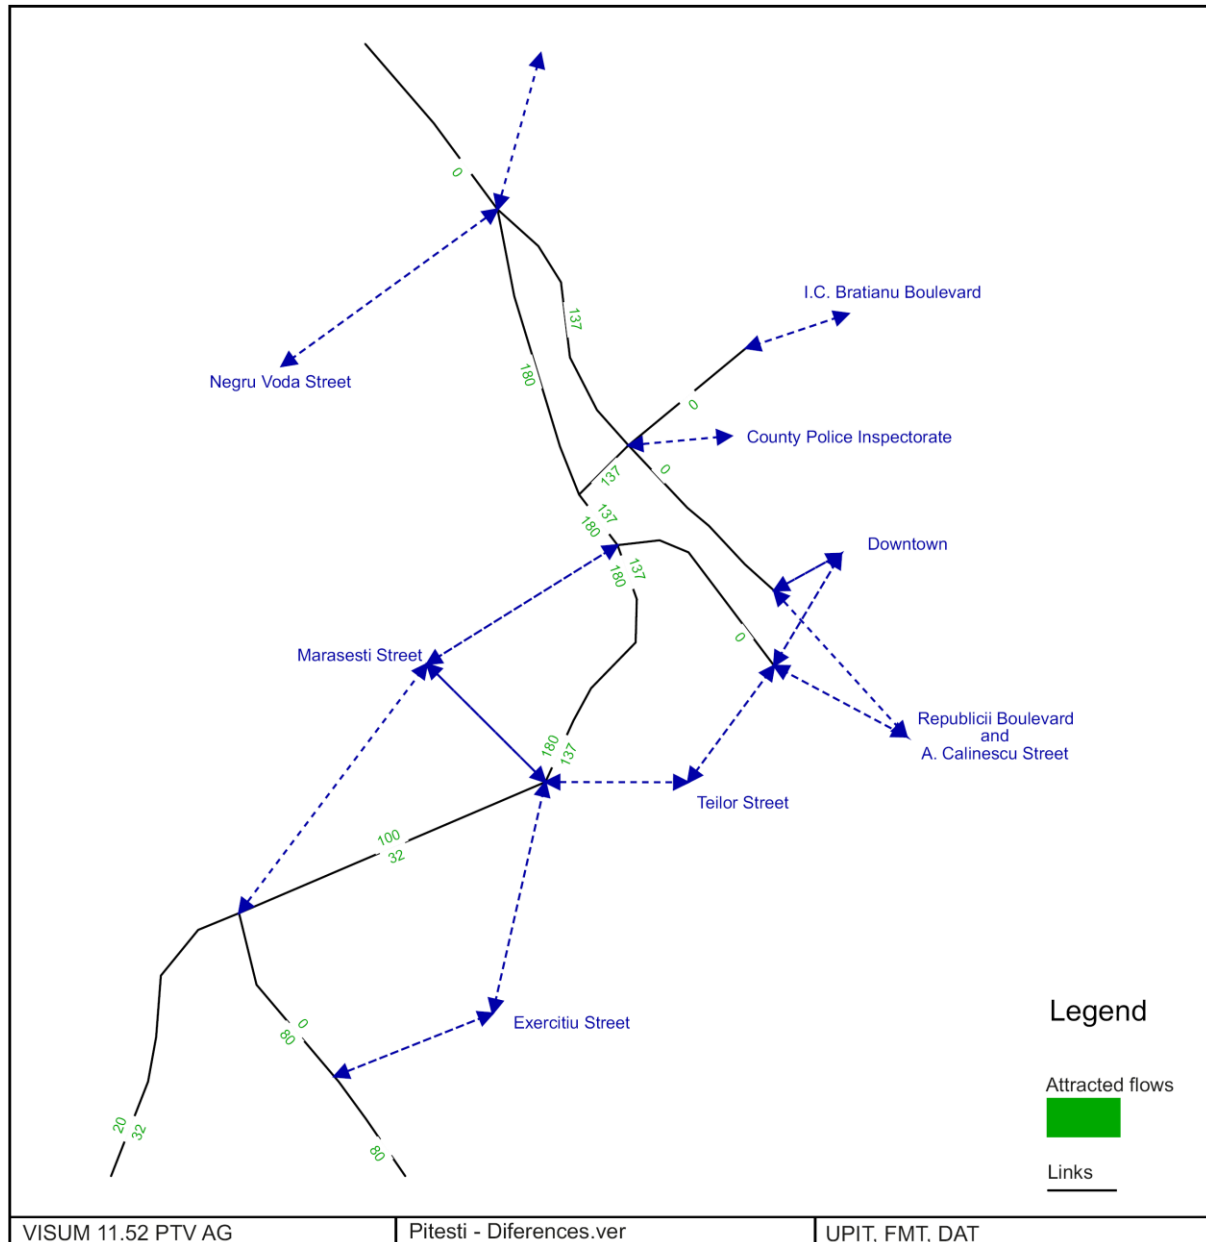 0
I.C. Bratianu Boulevard
137
180
Negru Voda Street
0
County Police Inspectorate
137
0
137
180
Downtown
137
180
0
Marasesti Street
Republicii Boulevard
and
A. Calinescu Street
180
137
Teilor Street
100
32
Legend
0
80
Exercitiu Street
Attracted flows
20
32
80
Links
VISUM 11.52 PTV AG
Pitesti - Diferences.ver
UPIT, FMT, DAT